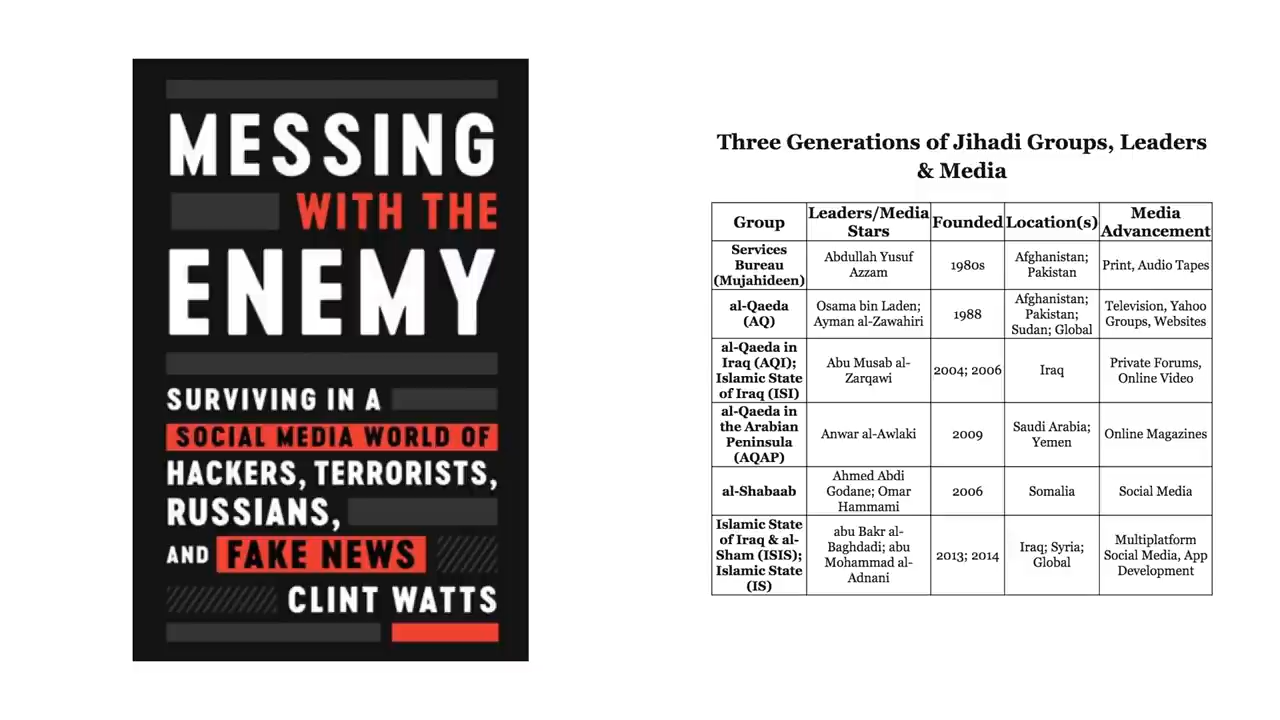 MESSING
WITH THE
ENEMY
SURVIVING IN A
SOCIAL MEDIA WORLD OF
HACKERS, TERRORISTS,
RUSSIANS,
AND FAKE NEWS
CLINT WATTS
Three Generations of Jihadi Groups, Leaders
& Media
Group
Leaders/Media
Stars
Founded
Location(s)
Media
Advancement
Services
Bureau
(Mujahideen)
Abdullah Yusuf
Azzam
1980s
Afghanistan;
Pakistan
Print, Audio Tapes
al-Qaeda
(AQ)
Osama bin Laden;
Ayman al-Zawahiri
1988
Afghanistan;
Pakistan;
Sudan; Global
Television, Yahoo
Groups, Websites
al-Qaeda in
Iraq (AQI);
Islamic State
of Iraq (ISI)
Abu Musab al-
Zarqawi
2004; 2006
Iraq
Private Forums,
Online Video
al-Qaeda in
the Arabian
Peninsula
(AQAP)
Anwar al-Awlaki
2009
Saudi Arabia;
Yemen
Online Magazines
al-Shabaab
Ahmed Abdi
Godane; Omar
Hammami
2006
Somalia
Social Media
Islamic State
of Iraq & al-
Sham (ISIS);
Islamic State
(IS)
abu Bakr al-
Baghdadi; abu
Mohammad al-
Adnani
2013; 2014
Iraq; Syria;
Global
Multiplatform
Social Media, App
Development